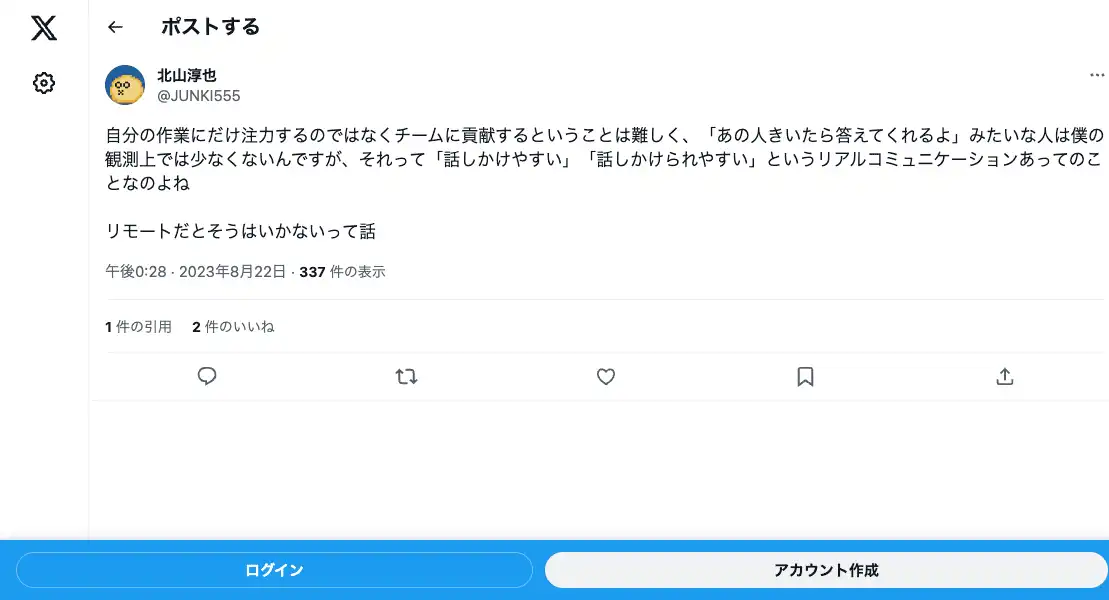 ポストする
北山淳也
@JUNKI555
自分の作業にだけ注力するのではなくチームに貢献するということは難しく、「あの人きいたら答えてくれるよ」みたいな人は僕の
観測上では少なくないんですが、それって「話しかけやすい」「話しかけられやすい」というリアルコミュニケーションあってのこ
となのよね
リモートだとそうはいかないって話
午後0:28 · 2023年8月22日 · 337 件の表示
1 件の引用 2 件のいいね
ログイン アカウント作成